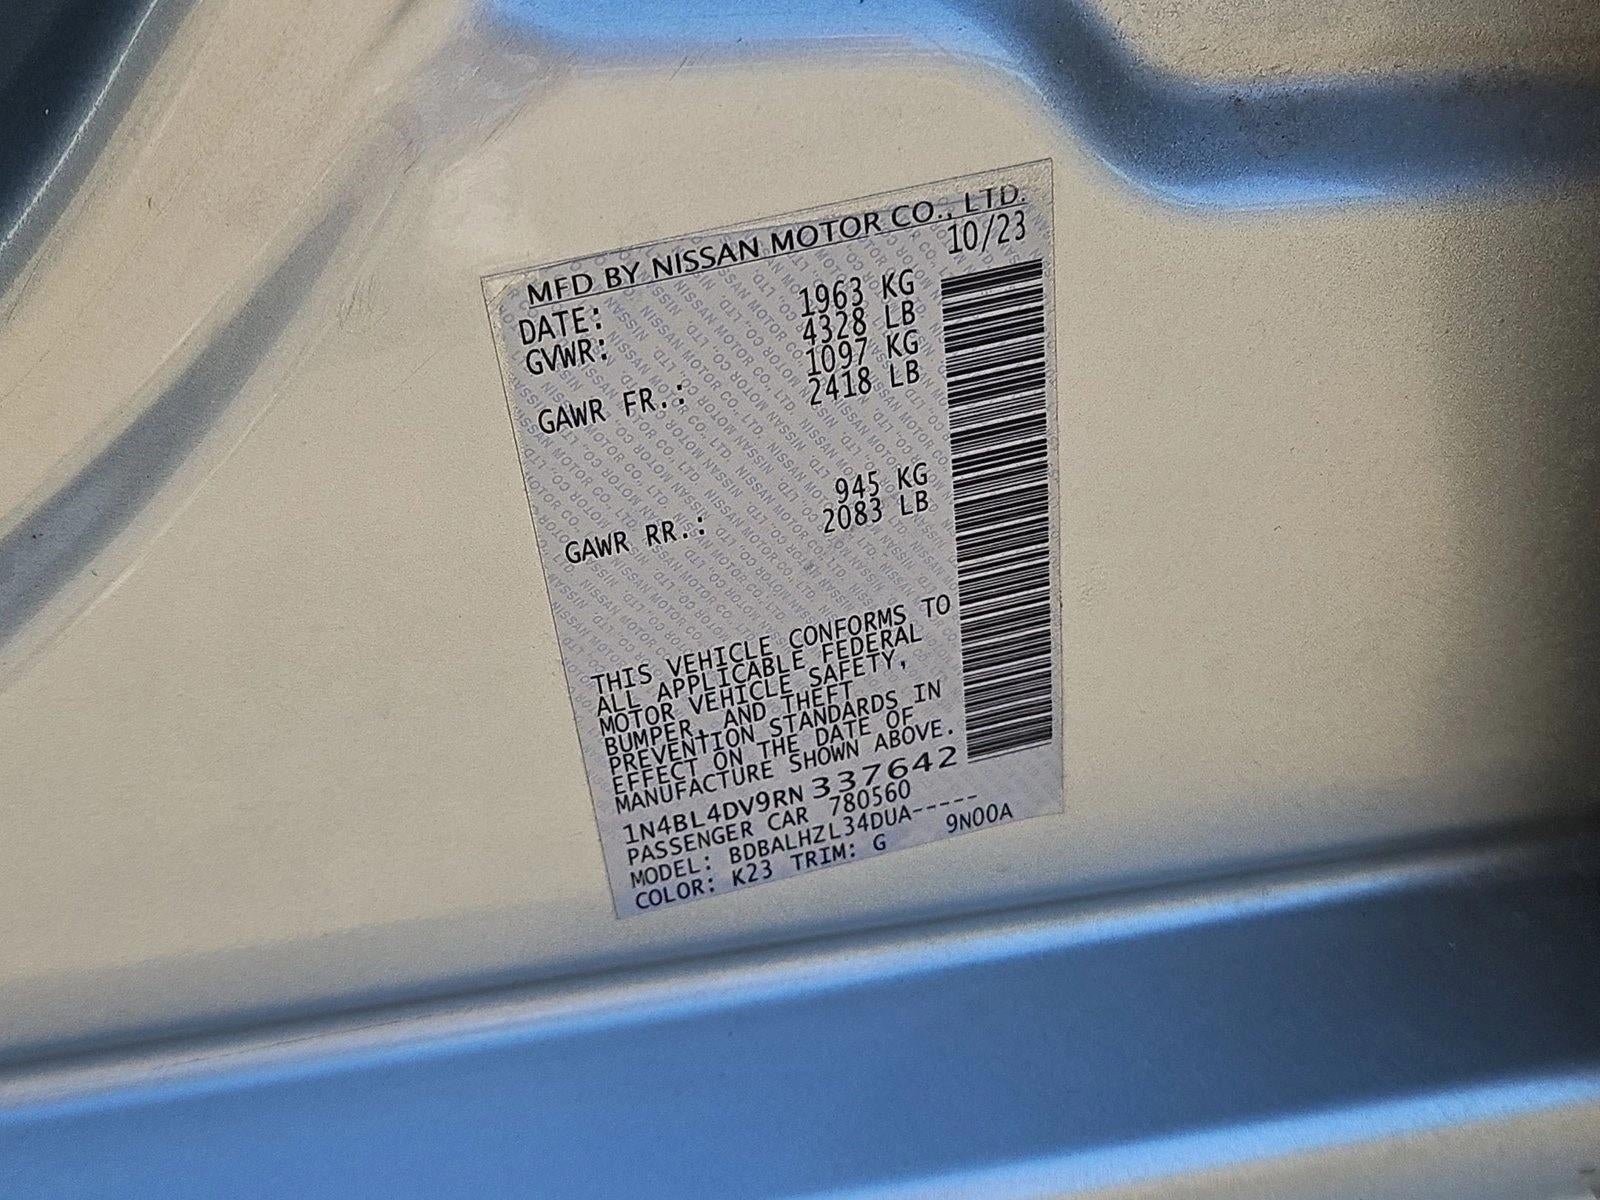 MFD BY NISSAN MOTOR CO., LTD.
DATE: 10/23
GVWR: 1963 KG
4328 LB
GAWR FR.: 1097 KG
2418 LB
GAWR RR.: 945 KG
2083 LB
THIS VEHICLE CONFORMS TO
ALL APPLICABLE FEDERAL
MOTOR VEHICLE SAFETY,
BUMPER, AND THEFT
PREVENTION STANDARDS IN
EFFECT ON THE DATE OF
MANUFACTURE SHOWN ABOVE.
1N4BL4DV9RN 337642
PASSENGER CAR 780560
MODEL: BDBALHZL34DUA-----
COLOR: K23 TRIM: G 9N00A